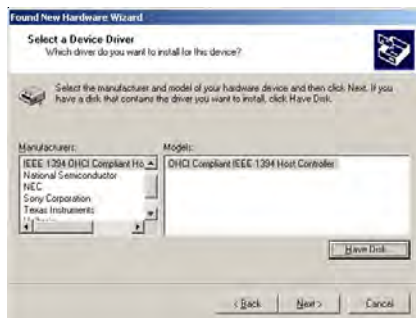 Found New Hardware Wizard
Select a Device Driver
Which driver do you want to install for this device?
Select the manufacturer and model of your hardware device and then click Next. If you
have a disk that contains the driver you want to install, click Have Disk.
Manufacturers:
Models:
IEEE 1394 OHCI Compliant Ho
OHCI Compliant IEEE 1394 Host Controller
National Semiconductor
NEC
Sony Corporation
Texas Instruments
Have Disk...
< Back
Next >
Cancel